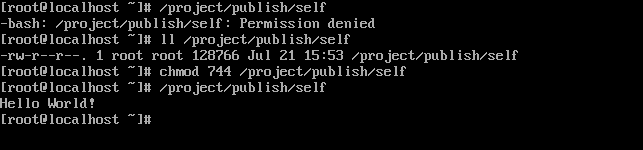 [root@localhost ~]# /project/publish/self
-bash: /project/publish/self: Permission denied
[root@localhost ~]# ll /project/publish/self
-rw-r--r--. 1 root root 128766 Jul 21 15:53 /project/publish/self
[root@localhost ~]# chmod 744 /project/publish/self
[root@localhost ~]# /project/publish/self
Hello World!
[root@localhost ~]#